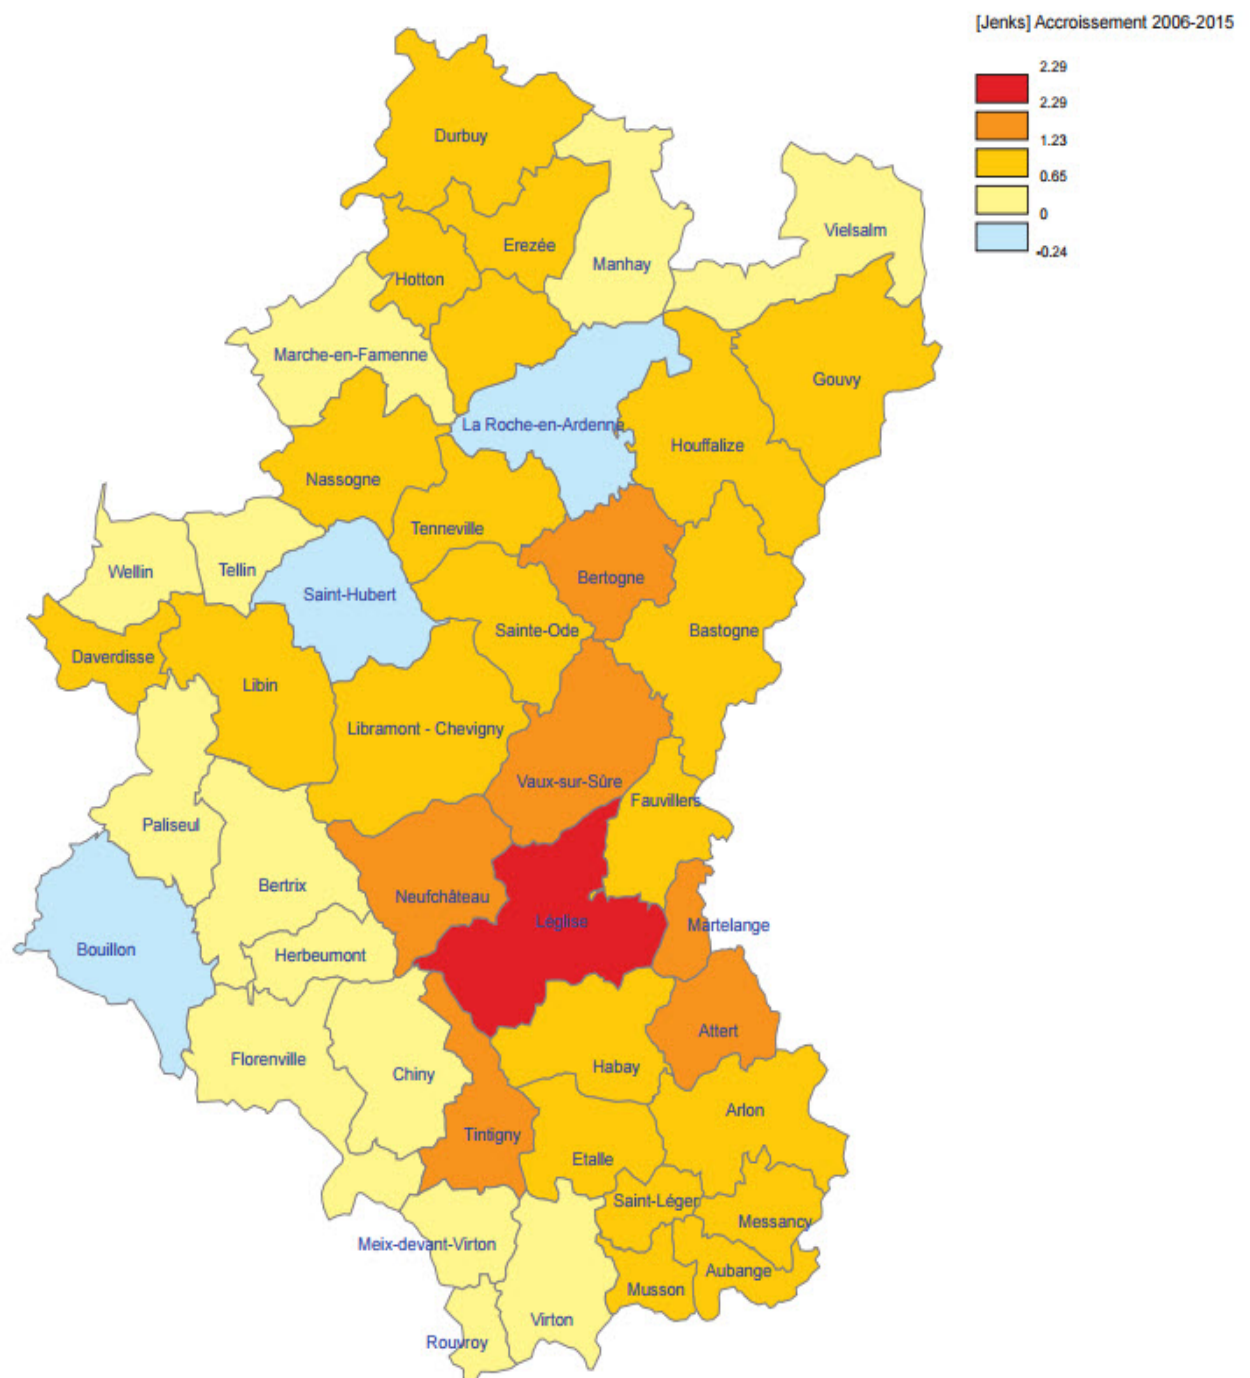 [Jenks] Accroissement 2006-2015
2.29
2.29
1.23
0.65
0
-0.24
Durbuy
Vielsalm
Erezée
Manhay
Hotton
Marche-en-Famenne
Gouvy
La Roche-en-Ardenne
Houffalize
Nassogne
Tenneville
Wellin
Tellin
Bertogne
Saint-Hubert
Sainte-Ode
Bastogne
Daverdisse
Libin
Libramont - Chevigny
Vaux-sur-Sûre
Fauvillers
Paliseul
Bertrix
Neufchâteau
Léglise
Martelange
Bouillon
Herbeumont
Attert
Florenville
Chiny
Habay
Arlon
Tintigny
Etalle
Saint-Léger
Messancy
Meix-devant-Virton
Aubange
Musson
Virton
Rouvroy